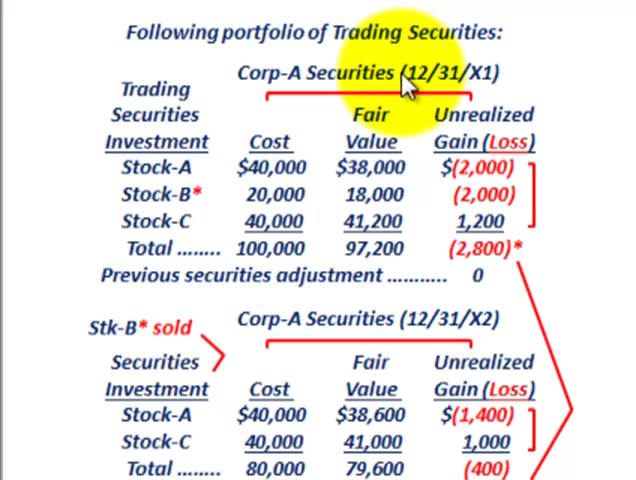 Following portfolio of Trading Securities:
Corp-A Securities (12/31/X1)
Trading
Securities Fair Unrealized
Investment Cost Value Gain (Loss)
Stock-A $40,000 $38,000 $(2,000)
Stock-B* 20,000 18,000 (2,000)
Stock-C 40,000 41,200 1,200
Total ........ 100,000 97,200 (2,800)*
Previous securities adjustment ........... 0
Corp-A Securities (12/31/X2)
Stk-B* sold
Securities Fair Unrealized
Investment Cost Value Gain (Loss)
Stock-A $40,000 $38,600 $(1,400)
Stock-C 40,000 41,000 1,000
Total ........ 80,000 79,600 (400)